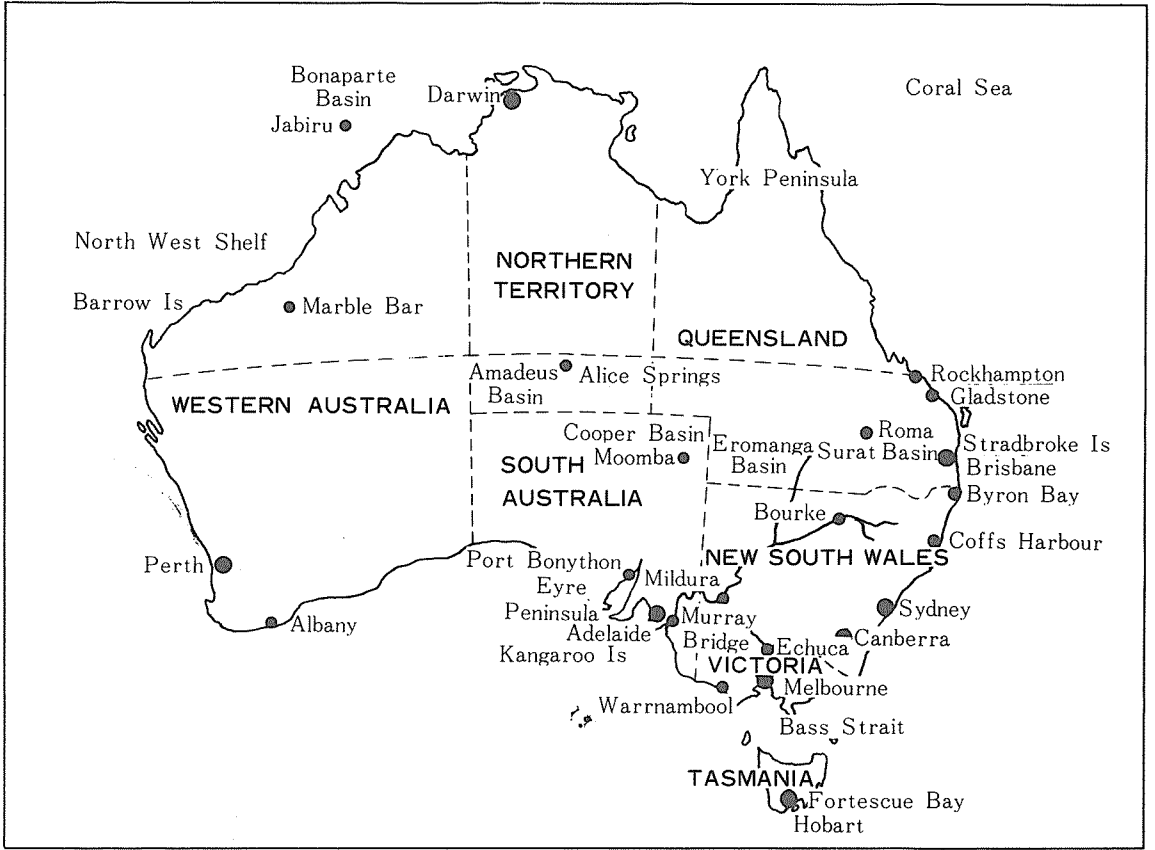 Bonaparte
Basin
Darwin
Coral Sea
Jabiru
York Peninsula
North West Shelf
NORTHERN
TERRITORY
Barrow Is
Marble Bar
QUEENSLAND
Amadeus
Basin
Alice Springs
Rockhampton
Gladstone
WESTERN AUSTRALIA
Cooper Basin
Moomba
Eromanga
Basin
Roma
Surat Basin
Stradbroke Is
Brisbane
SOUTH
AUSTRALIA
Byron Bay
Bourke
Coffs Harbour
NEW SOUTH WALES
Perth
Port Bonython
Eyre
Peninsula
Mildura
Adelaide
Murray
Bridge
Sydney
Albany
Kangaroo Is
Echuca
Canberra
VICTORIA
Melbourne
Warrnambool
Bass Strait
TASMANIA
Fortescue Bay
Hobart